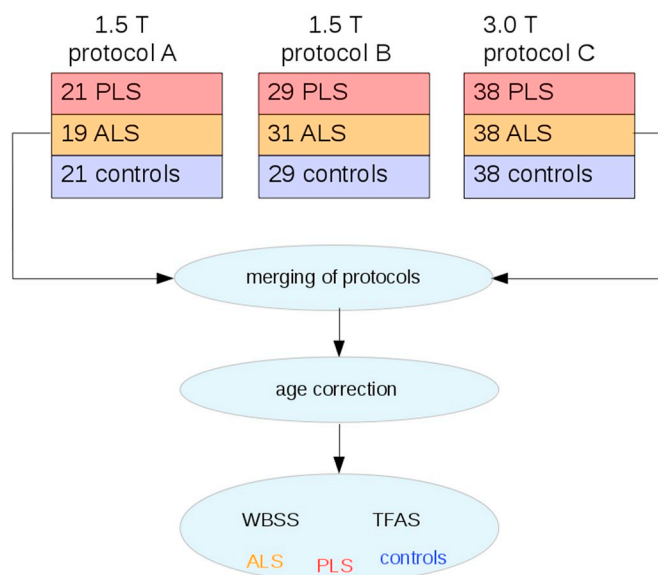 1.5 T
protocol A
1.5 T
protocol B
3.0 T
protocol C
21 PLS
19 ALS
21 controls
29 PLS
31 ALS
29 controls
38 PLS
38 ALS
38 controls
merging of protocols
age correction
WBSS TFAS
ALS PLS controls